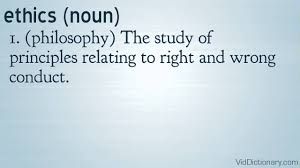 ethics (noun)
1. (philosophy) The study of
principles relating to right and wrong
conduct.
VidDictionary.com